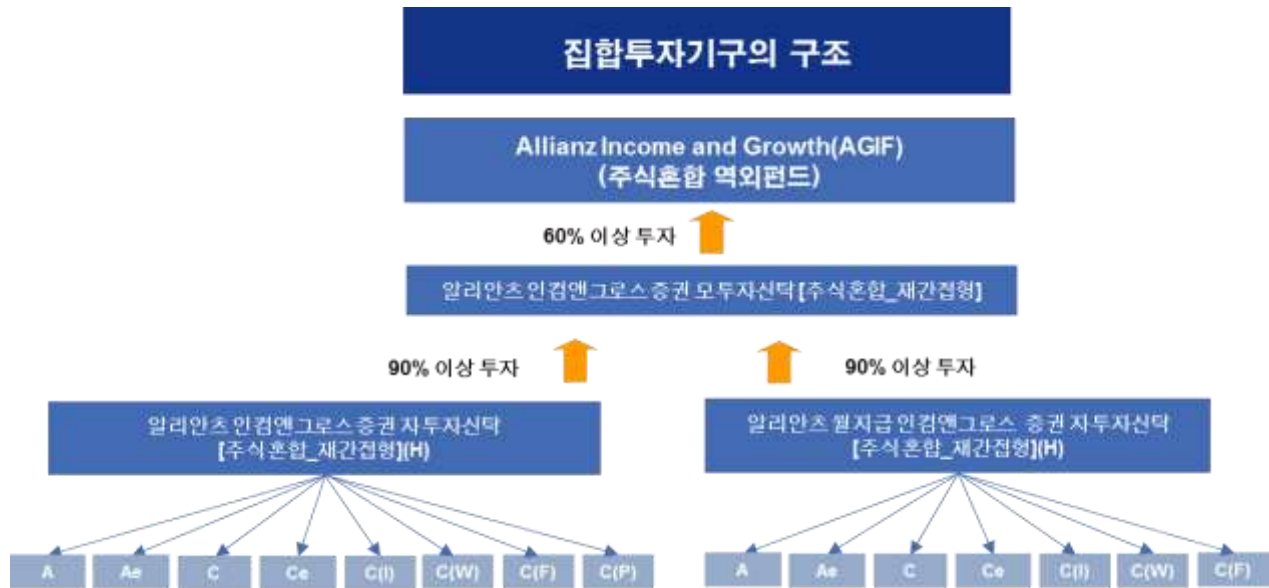 집합투자기구의 구조
Allianz Income and Growth(AGIF)
(주식혼합 역외펀드)
60% 이상 투자
알리안츠 인컴앤그로스 증권 모투자신탁[주식혼합_재간접형]
90% 이상 투자
90% 이상 투자
알리안츠 인컴앤그로스 증권 자투자신탁
[주식혼합_재간접형](H)
알리안츠 월지급 인컴앤그로스 증권 자투자신탁
[주식혼합_재간접형](H)
A Ae C Ce C(I) C(W) C(F) C(P)
A Ae C Ce C(I) C(W) C(F)